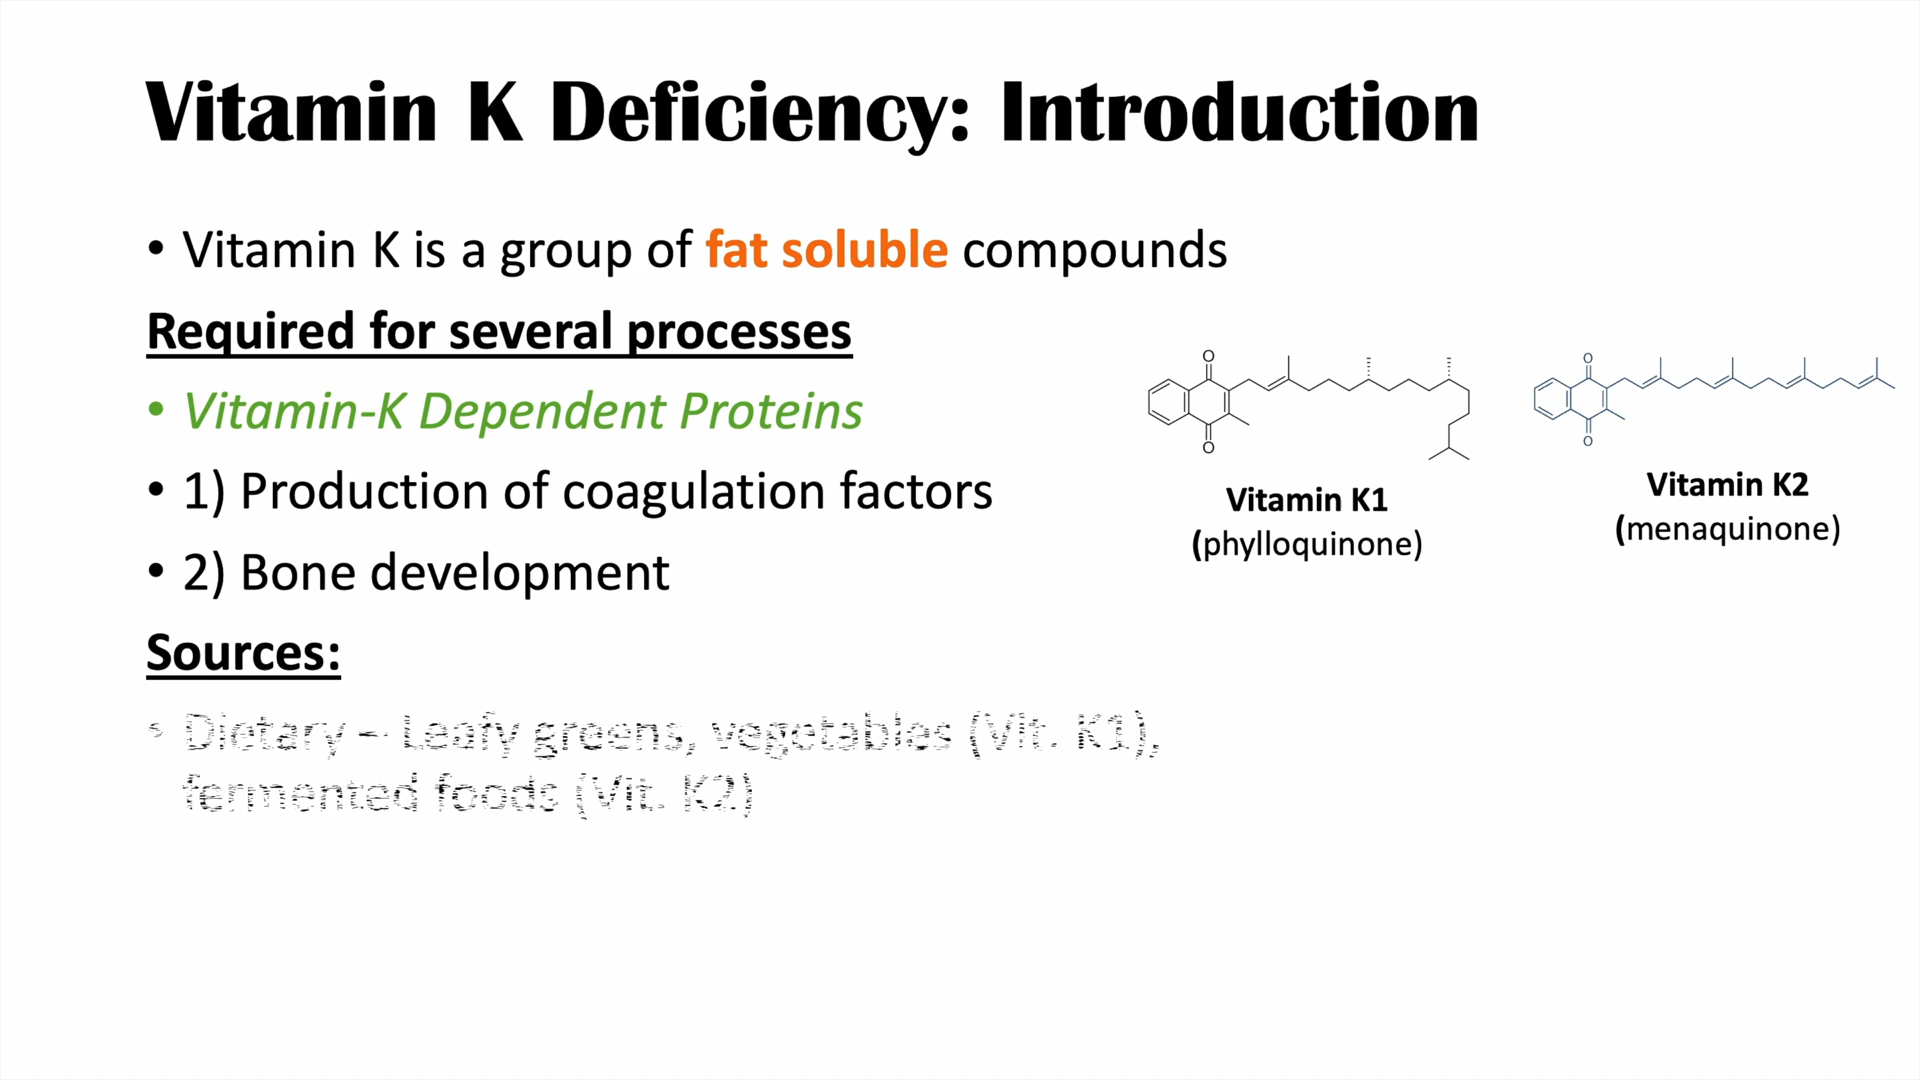 Vitamin K Deficiency: Introduction
• Vitamin K is a group of fat soluble compounds
Required for several processes
• Vitamin-K Dependent Proteins
• 1) Production of coagulation factors
• 2) Bone development
Sources:
• Dietary – Leafy greens, vegetables (Vit. K1),
fermented foods (Vit. K2)
O
O
Vitamin K1
(phylloquinone)
O
O
Vitamin K2
(menaquinone)